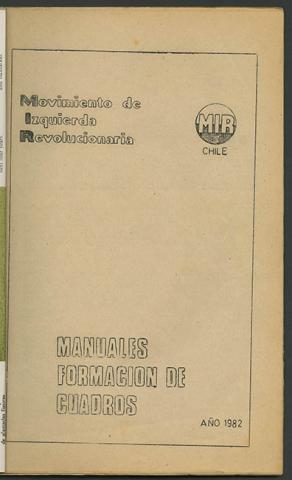 Movimiento de
Izquierda
Revolucionaria
MIR
CHILE
MANUALES
FORMACION DE
CUADROS
AÑO 1982